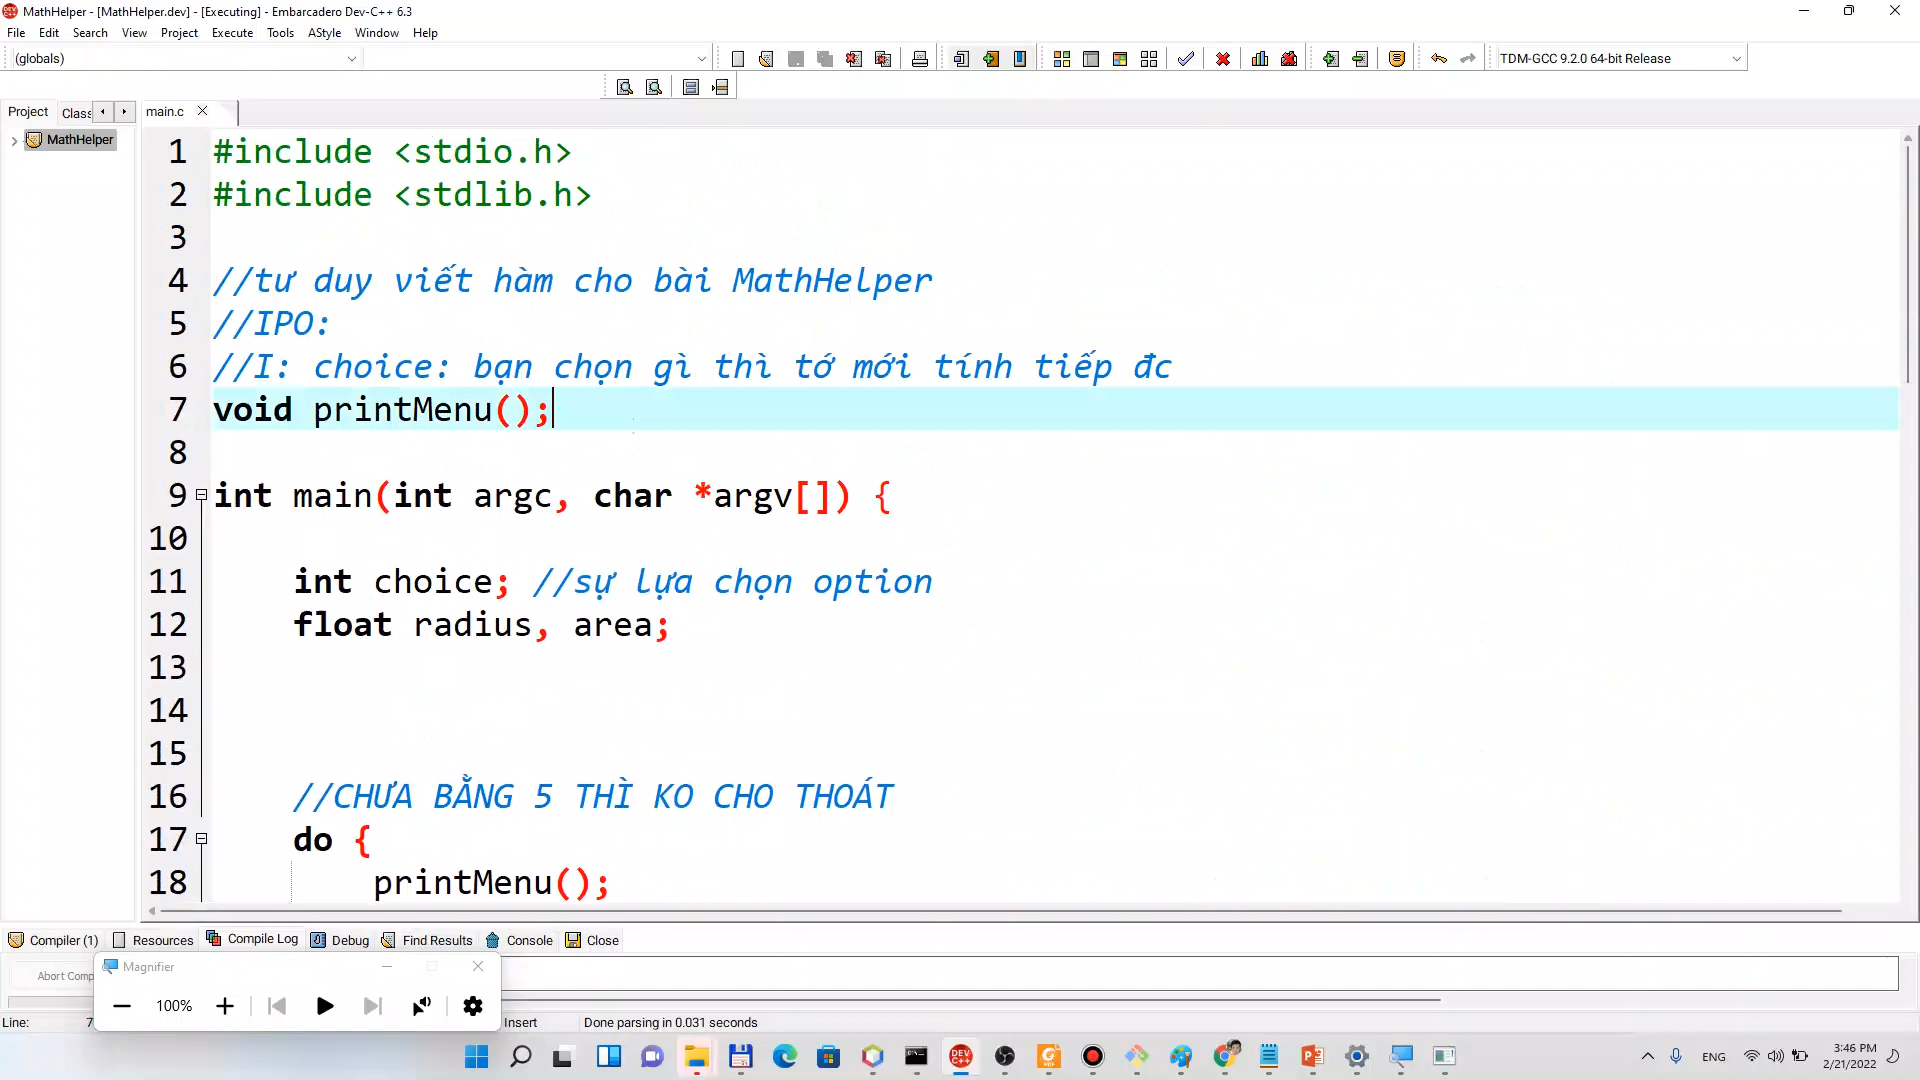 MathHelper - [MathHelper.dev] - [Executing] - Embarcadero Dev-C++ 6.3
File Edit Search View Project Execute Tools AStyle Window Help
(globals)
TDM-GCC 9.2.0 64-bit Release
Project Class main.c
MathHelper
1 #include <stdio.h>
2 #include <stdlib.h>
3
4 //tư duy viết hàm cho bài MathHelper
5 //IPO:
6 //I: choice: bạn chọn gì thì tớ mới tính tiếp đc
7 void printMenu();
8
9 int main(int argc, char *argv[]) {
10
11 int choice; //sự lựa chọn option
12 float radius, area;
13
14
15
16 //CHƯA BẰNG 5 THÌ KO CHO THOÁT
17 do {
18 printMenu();
Compiler (1) Resources Compile Log Debug Find Results Console Close
Magnifier
Abort Comp
100%
Line: 7 Insert Done parsing in 0.031 seconds
DEV C++
ENG
3:46 PM
2/21/2022